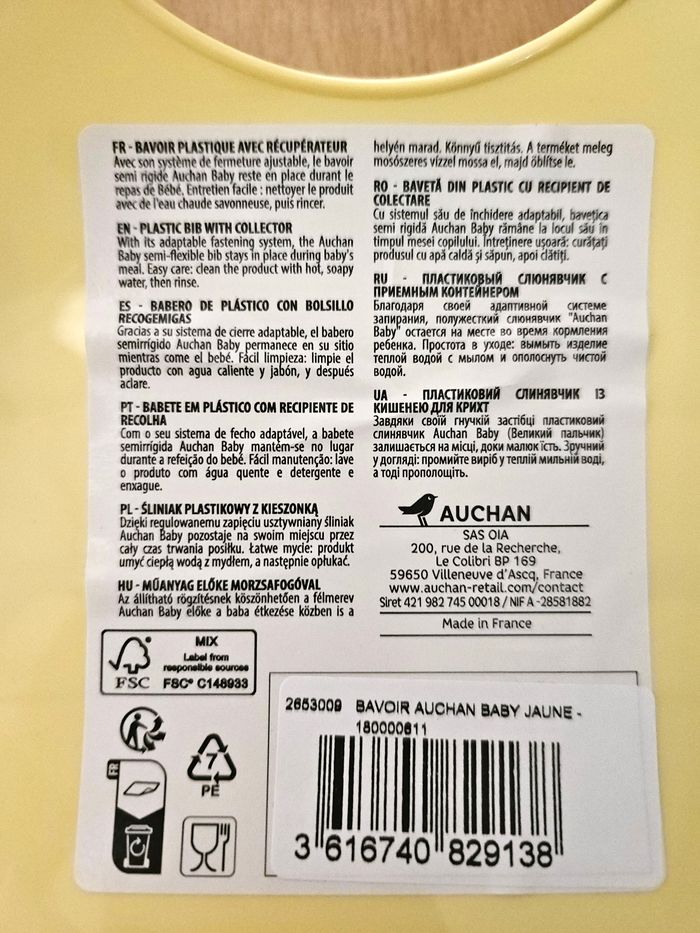 FR - BAVOIR PLASTIQUE AVEC RÉCUPÉRATEUR
Avec son système de fermeture ajustable, le bavoir
semi rigide Auchan Baby reste en place durant le
repas de Bébé. Entretien facile : nettoyer le produit
avec de l'eau chaude savonneuse, puis rincer.
EN - PLASTIC BIB WITH COLLECTOR
With its adaptable fastening system, the Auchan
Baby semi-flexible bib stays in place during baby's
meal. Easy care: clean the product with hot, soapy
water, then rinse.
ES - BABERO DE PLÁSTICO CON BOLSILLO
RECOGEMIGAS
Gracias a su sistema de cierre adaptable, el babero
semirrígido Auchan Baby permanece en su sitio
mientras come el bebé. Fácil limpieza: limpie el
producto con agua caliente y jabón, y después
aclare.
PT - BABETE EM PLÁSTICO COM RECIPIENTE DE
RECOLHA
Com o seu sistema de fecho adaptável, a babete
semirrígida Auchan Baby mantém-se no lugar
durante a refeição do bebé. Fácil manutenção: lave
o produto com água quente e detergente e
enxague.
PL - ŚLINIAK PLASTIKOWY Z KIESZONKĄ
Dzięki regulowanemu zapięciu usztywniany śliniak
Auchan Baby pozostaje na swoim miejscu przez
cały czas trwania posiłku. Łatwe mycie: produkt
umyć ciepłą wodą z mydłem, a następnie opłukać.
HU - MŰANYAG ELŐKE MORZSAFOGÓVAL
Az állítható rögzítésnek köszönhetően a félmerev
Auchan Baby előke a baba étkezése közben is a
helyén marad. Könnyű tisztítás. A terméket meleg
mosószeres vízzel mossa el, majd öblítse le.
RO - BAVETĂ DIN PLASTIC CU RECIPIENT DE
COLECTARE
Cu sistemul său de închidere adaptabil, bavețica
semi rigidă Auchan Baby rămâne la locul său în
timpul mesei copilului. Întreținere ușoară: curățați
produsul cu apă caldă și săpun, apoi clătiți.
RU - ПЛАСТИКОВЫЙ СЛЮНЯВЧИК С
ПРИЕМНЫМ КОНТЕЙНЕРОМ
Благодаря своей адаптивной системе
запирания, полужесткий слюнявчик "Auchan
Baby" остается на месте во время кормления
ребенка. Простота в уходе: вымыть изделие
теплой водой с мылом и ополоснуть чистой
водой.
UA - ПЛАСТИКОВИЙ СЛИНЯВЧИК ІЗ
КИШЕНЕЮ ДЛЯ КРИХТ
Завдяки своїй гнучкій застібці пластиковий
слинявчик Auchan Baby (Великий пальчик)
залишається на місці, доки малюк їсть. Зручний
у догляді: промийте виріб у теплій мильній воді,
а тоді прополощіть.
AUCHAN
SAS OIA
200, rue de la Recherche,
Le Colibri BP 169
59650 Villeneuve d'Ascq, France
www.auchan-retail.com/contact
Siret 421 982 745 00018 / NIF A -28581882
Made in France
FSC
MIX
Label from
responsible sources
FSC® C148933
FR
7
PE
2653009 BAVOIR AUCHAN BABY JAUNE -
180000611
3 616740 829138